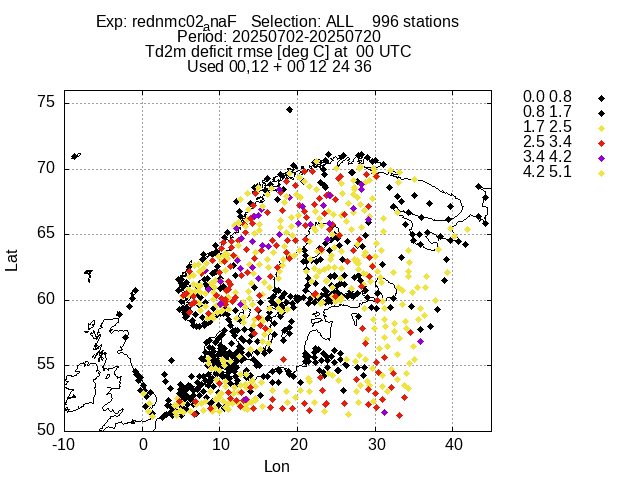 Exp: rednmc02anaF Selection: ALL 996 stations
Period: 20250702-20250720
Td2m deficit rmse [deg C] at 00 UTC
Used 00,12 + 00 12 24 36
0.0 0.8
0.8 1.7
1.7 2.5
2.5 3.4
3.4 4.2
4.2 5.1
75
70
65
60
55
50
Lat
-10 0 10 20 30 40
Lon